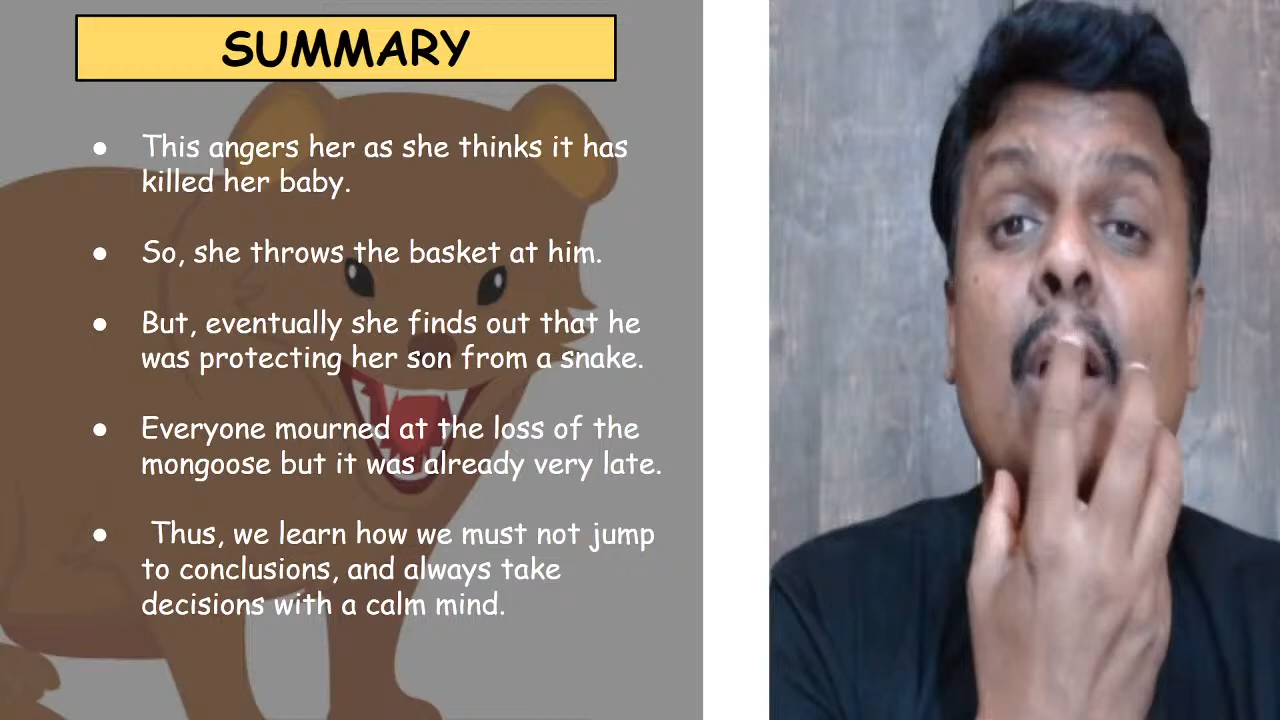 SUMMARY
● This angers her as she thinks it has
killed her baby.
● So, she throws the basket at him.
● But, eventually she finds out that he
was protecting her son from a snake.
● Everyone mourned at the loss of the
mongoose but it was already very late.
● Thus, we learn how we must not jump
to conclusions, and always take
decisions with a calm mind.